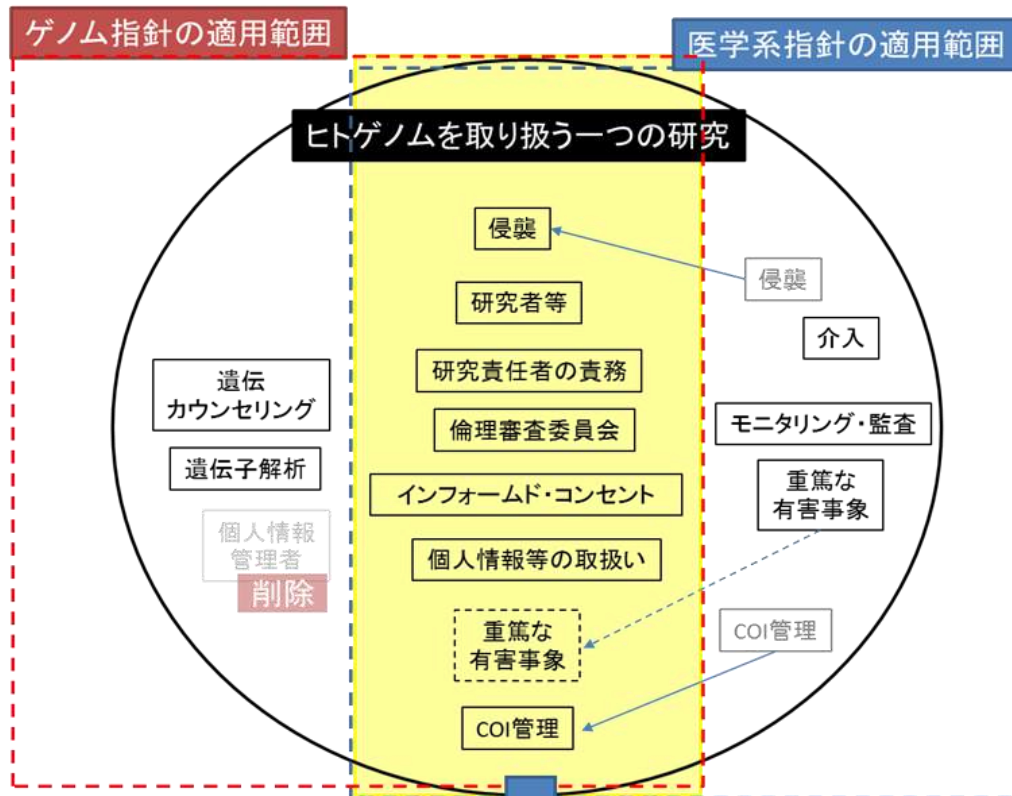 ゲノム指針の適用範囲
医学系指針の適用範囲
ヒトゲノムを取り扱う一つの研究
侵襲
侵襲
研究者等
介入
研究責任者の責務
遺伝
カウンセリング
倫理審査委員会
モニタリング・監査
遺伝子解析
重篤な
有害事象
インフォームド・コンセント
個人情報
管理者
削除
個人情報等の取扱い
重篤な
有害事象
COI管理
COI管理